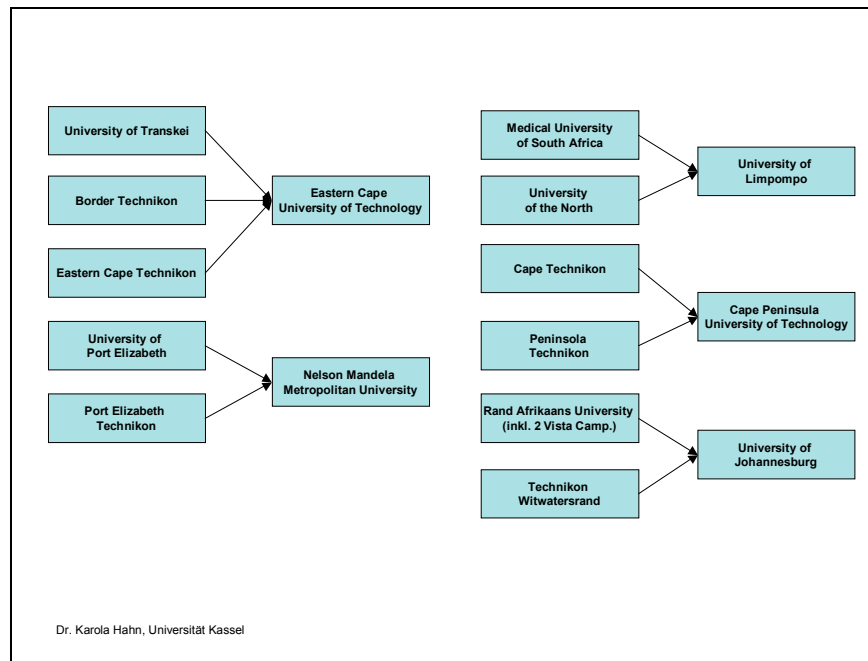 University of Transkei
Border Technikon
Eastern Cape Technikon
Eastern Cape
University of Technology
University of
Port Elizabeth
Port Elizabeth
Technikon
Nelson Mandela
Metropolitan University
Medical University
of South Africa
University
of the North
University of
Limpompo
Cape Technikon
Peninsola
Technikon
Cape Peninsula
University of Technology
Rand Afrikaans University
(inkl. 2 Vista Camp.)
Technikon
Witwatersrand
University of
Johannesburg
Dr. Karola Hahn, Universität Kassel